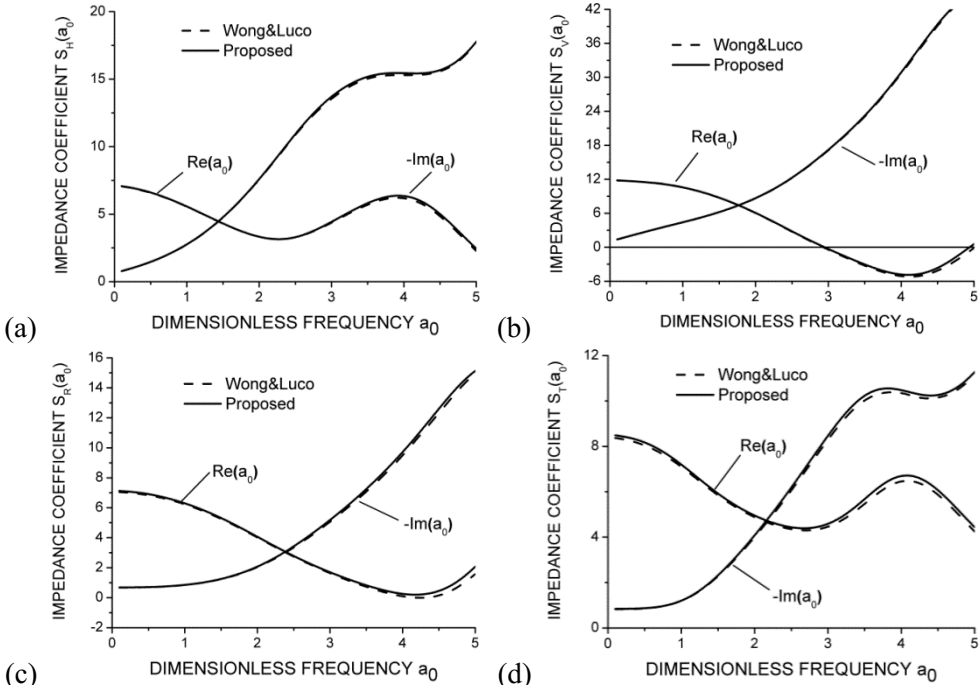 IMPEDANCE COEFFICIENT S_H(a_0)
20
15
10
5
0
Wong&Luco
Proposed
Re(a_0)
-Im(a_0)
0 1 2 3 4 5
DIMENSIONLESS FREQUENCY a_0
(a)
IMPEDANCE COEFFICIENT S_V(a_0)
42
36
30
24
18
12
6
0
-6
Wong&Luco
Proposed
Re(a_0)
-Im(a_0)
0 1 2 3 4 5
DIMENSIONLESS FREQUENCY a_0
(b)
IMPEDANCE COEFFICIENT S_R(a_0)
16
14
12
10
8
6
4
2
0
-2
Wong&Luco
Proposed
Re(a_0)
-Im(a_0)
0 1 2 3 4 5
DIMENSIONLESS FREQUENCY a_0
(c)
IMPEDANCE COEFFICIENT S_T(a_0)
12
8
4
0
Wong&Luco
Proposed
Re(a_0)
-Im(a_0)
0 1 2 3 4 5
DIMENSIONLESS FREQUENCY a_0
(d)